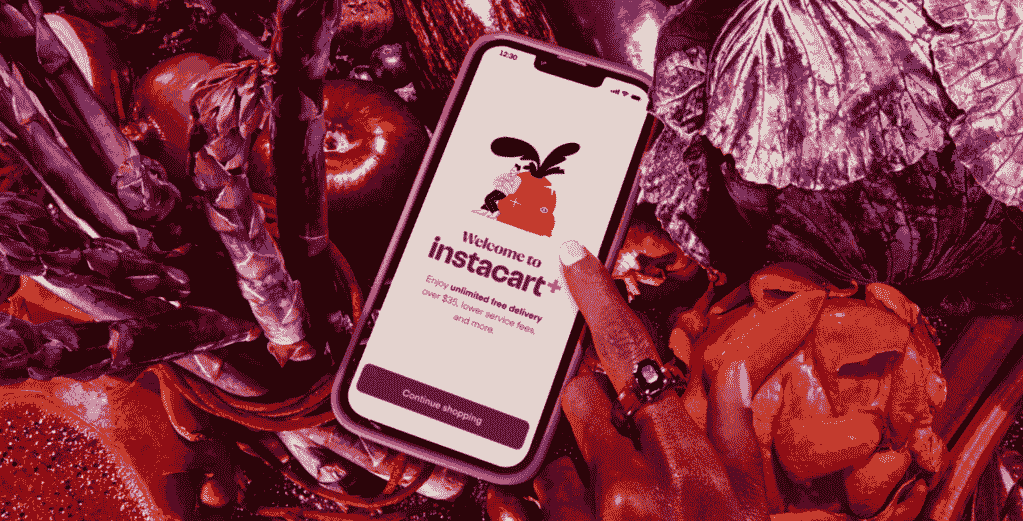 12:30
Welcome to
instacart+
Enjoy unlimited free delivery
over $35, lower service fees,
and more.
Continue shopping